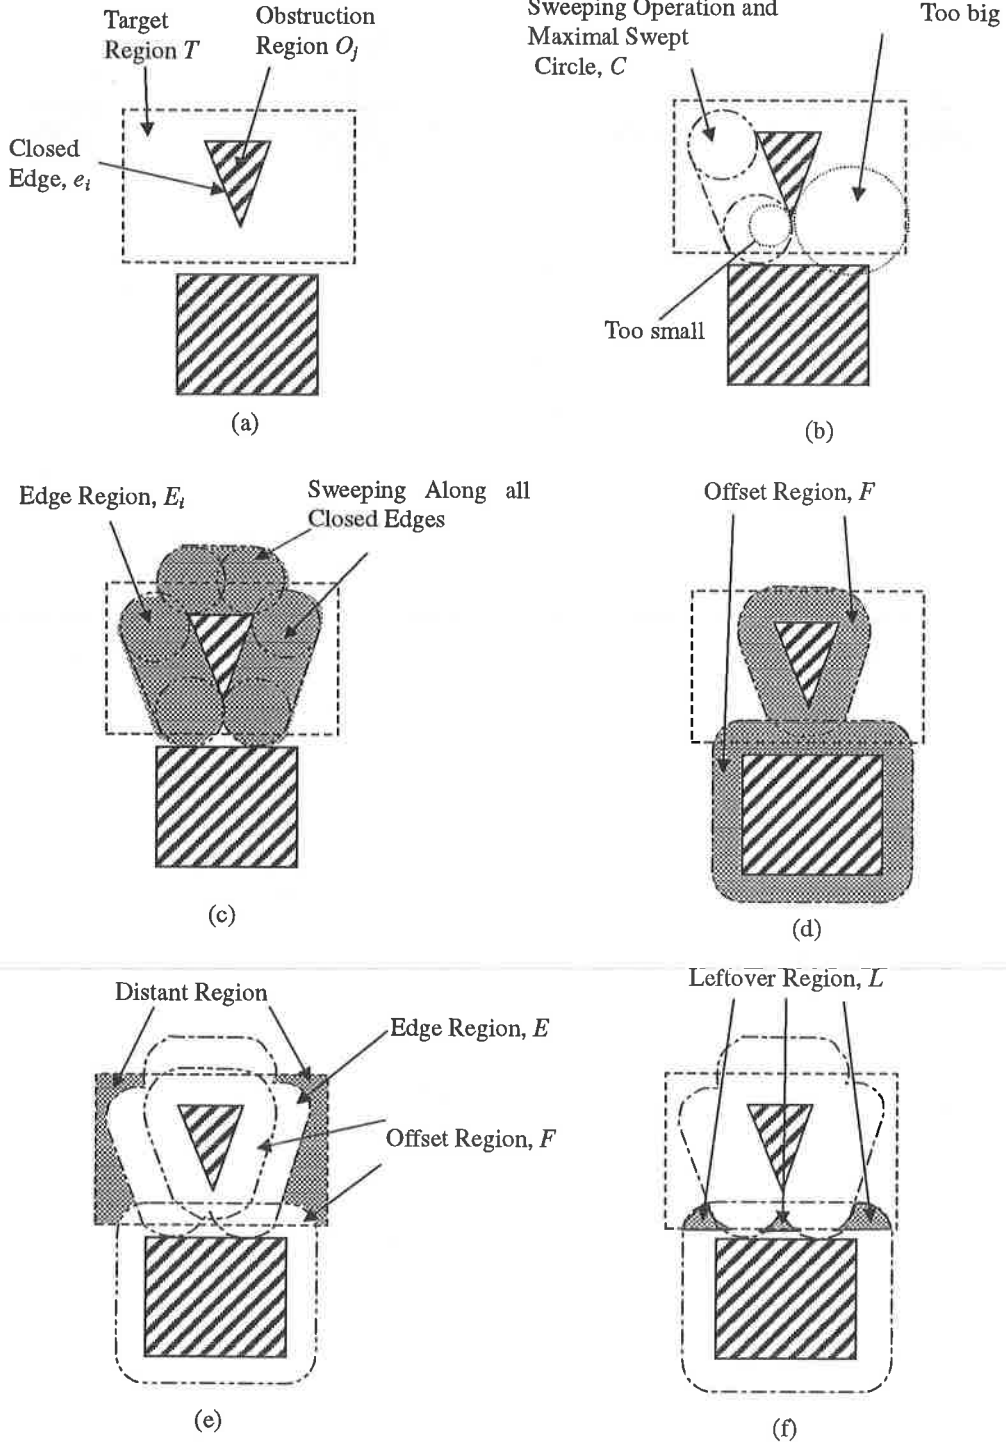 Target
Region T
Obstruction
Region Oj
Closed
Edge, ei
(a)
Sweeping Operation and
Maximal Swept
Circle, C
Too big
Too small
(b)
Edge Region, Ei
Sweeping Along all
Closed Edges
(c)
Offset Region, F
(d)
Distant Region
Edge Region, E
Offset Region, F
(e)
Leftover Region, L
(f)